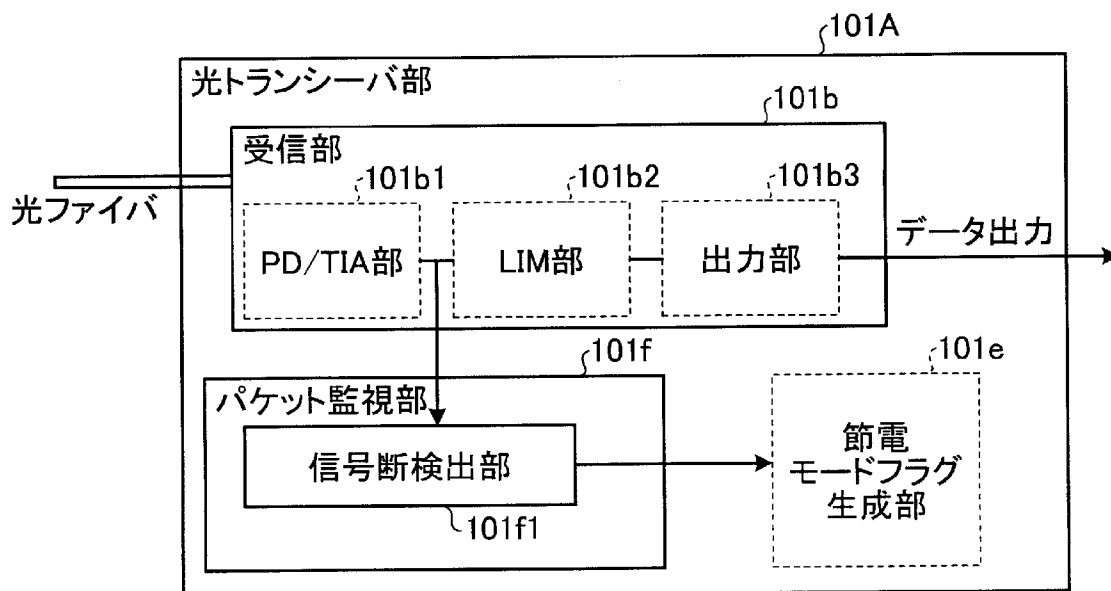 101A
光トランシーバ部
101b
受信部
101b1
101b2
101b3
光ファイバ
PD/TIA部
LIM部
出力部
データ出力
101f
101e
パケット監視部
信号断検出部
101f1
節電
モードフラグ
生成部